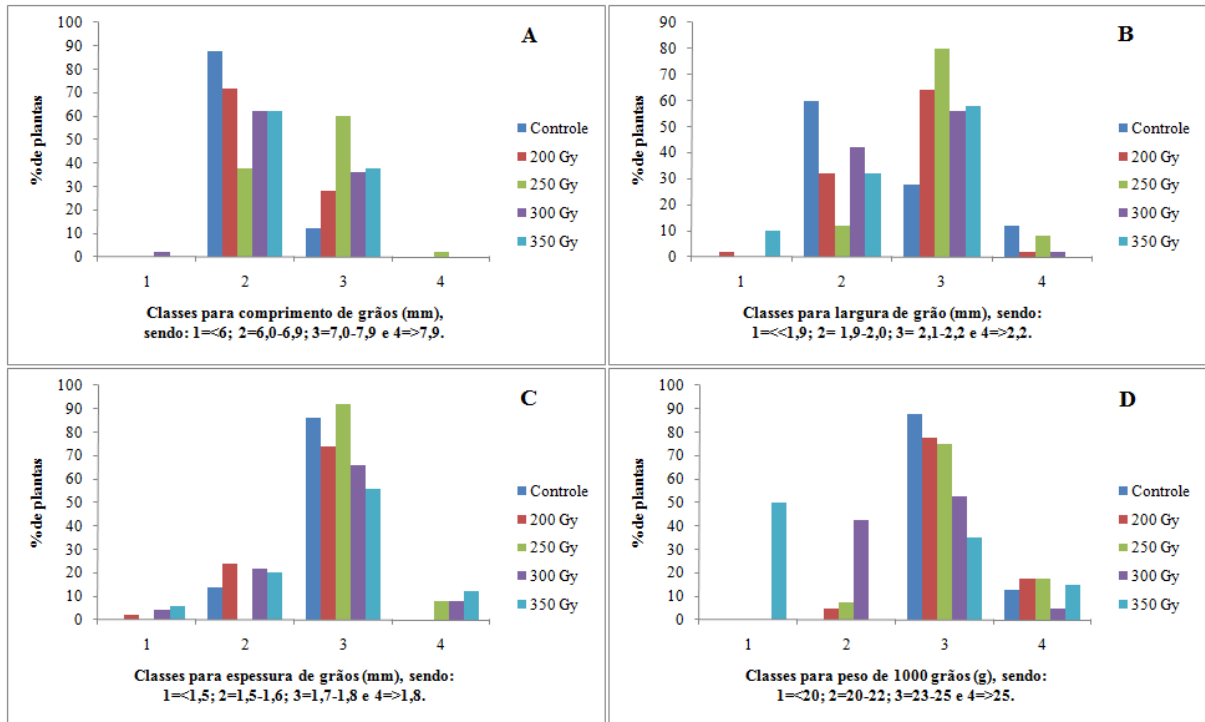 A
100
90
80
70
60
50
40
30
20
10
0
% de plantas
1 2 3 4
Controle
200 Gy
250 Gy
300 Gy
350 Gy
Classes para comprimento de grãos (mm),
sendo: 1=<6; 2=6,0-6,9; 3=7,0-7,9 e 4=>7,9.
B
90
80
70
60
50
40
30
20
10
0
% de plantas
1 2 3 4
Controle
200 Gy
250 Gy
300 Gy
350 Gy
Classes para largura de grão (mm), sendo:
1=<<1,9; 2= 1,9-2,0; 3= 2,1-2,2 e 4=>2,2.
C
100
90
80
70
60
50
40
30
20
10
0
% de plantas
1 2 3 4
Controle
200 Gy
250 Gy
300 Gy
350 Gy
Classes para espessura de grãos (mm), sendo:
1=<1,5; 2=1,5-1,6; 3=1,7-1,8 e 4=>1,8.
D
100
90
80
70
60
50
40
30
20
10
0
% de plantas
1 2 3 4
Controle
200 Gy
250 Gy
300 Gy
350 Gy
Classes para peso de 1000 grãos (g), sendo:
1=<20; 2=20-22; 3=23-25 e 4=>25.